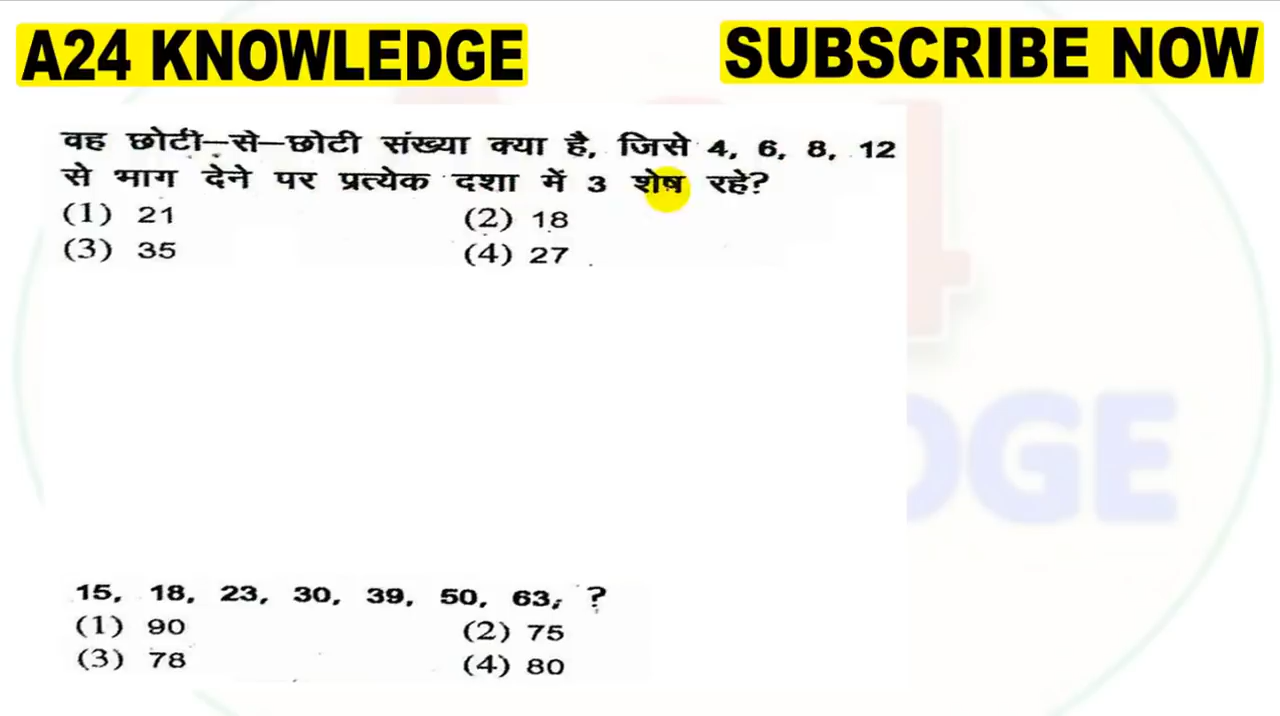 A24 KNOWLEDGE
SUBSCRIBE NOW
वह छोटी–से–छोटी संख्या क्या है, जिसे 4, 6, 8, 12
से भाग देने पर प्रत्येक दशा में 3 शेष रहे?
(1) 21 (2) 18
(3) 35 (4) 27
15, 18, 23, 30, 39, 50, 63, ?
(1) 90 (2) 75
(3) 78 (4) 80